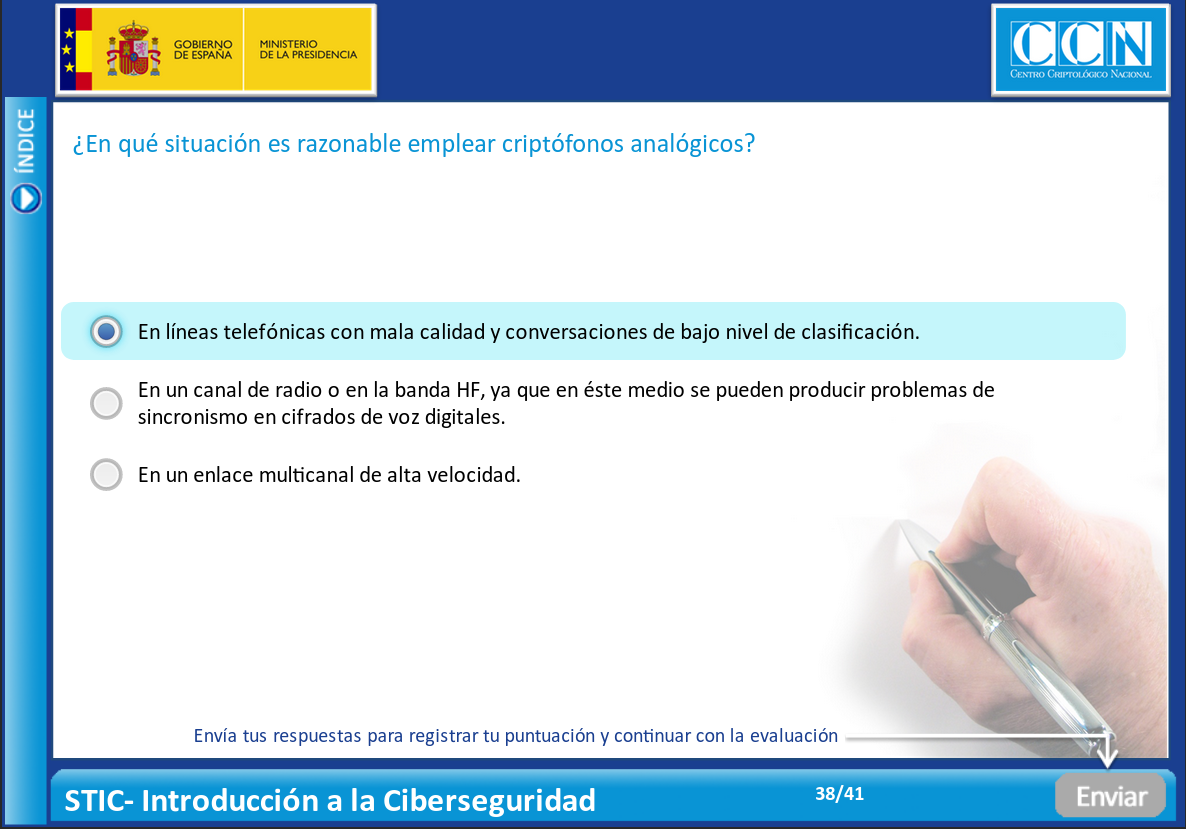 GOBIERNO
DE ESPAÑA
MINISTERIO
DE LA PRESIDENCIA
CCN
CENTRO CRIPTOLÓGICO NACIONAL
ÍNDICE
¿En qué situación es razonable emplear criptófonos analógicos?
En líneas telefónicas con mala calidad y conversaciones de bajo nivel de clasificación.
En un canal de radio o en la banda HF, ya que en éste medio se pueden producir problemas de
sincronismo en cifrados de voz digitales.
En un enlace multicanal de alta velocidad.
Envía tus respuestas para registrar tu puntuación y continuar con la evaluación
STIC- Introducción a la Ciberseguridad
38/41
Enviar